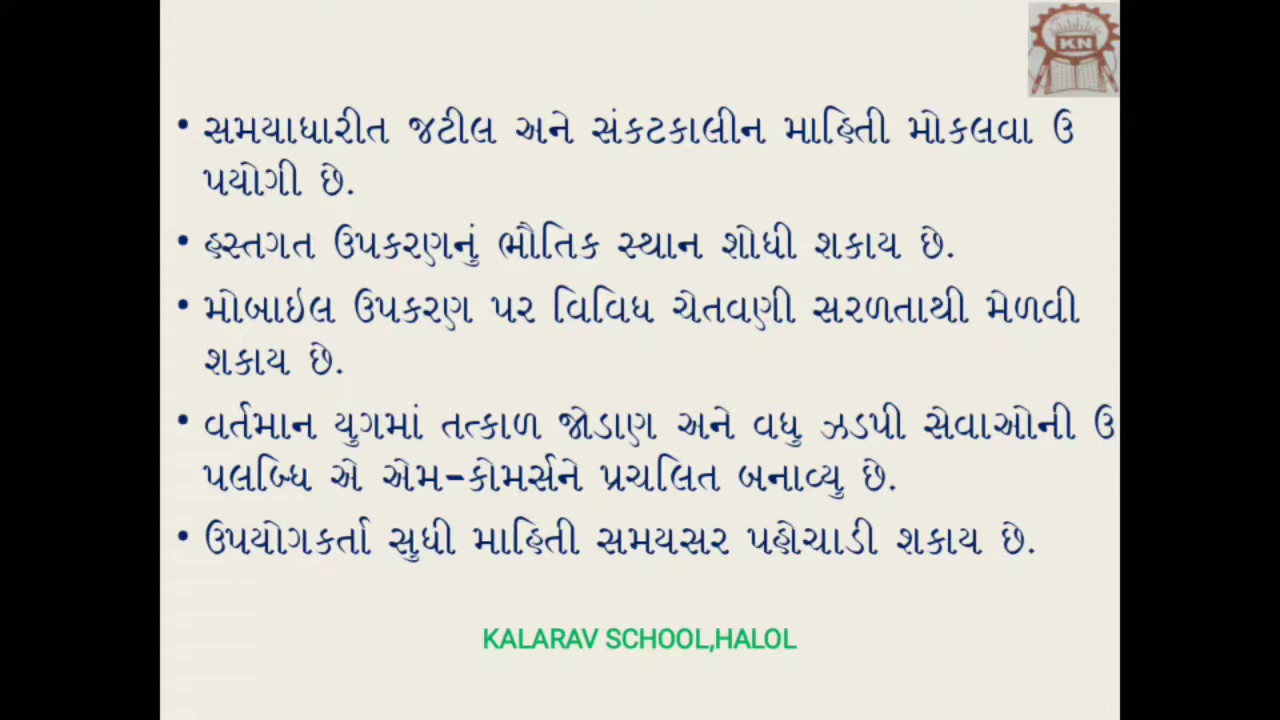 KN
• સમયાધારીત જટીલ અને સંકટકાલીન માહિતી મોકલવા ઉ
પયોગી છે.
• હસ્તગત ઉપકરણનું ભૌતિક સ્થાન શોધી શકાય છે.
• મોબાઇલ ઉપકરણ પર વિવિધ ચેતવણી સરળતાથી મેળવી
શકાય છે.
• વર્તમાન યુગમાં તત્કાળ જોડાણ અને વધુ ઝડપી સેવાઓની ઉ
પલબ્ધિ એ એમ-કોમર્સને પ્રચલિત બનાવ્યુ છે.
• ઉપયોગકર્તા સુધી માહિતી સમયસર પહોચાડી શકાય છે.
KALARAV SCHOOL,HALOL